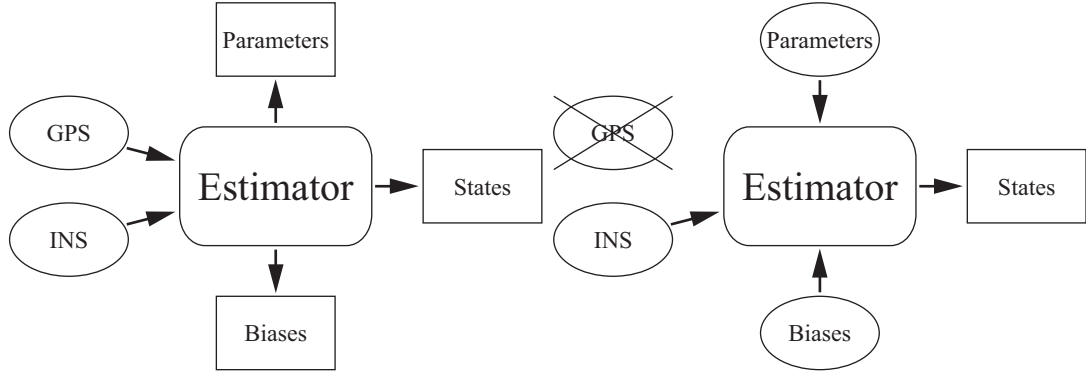 Parameters
GPS
Estimator
States
INS
Biases
Parameters
GPS
Estimator
States
INS
Biases